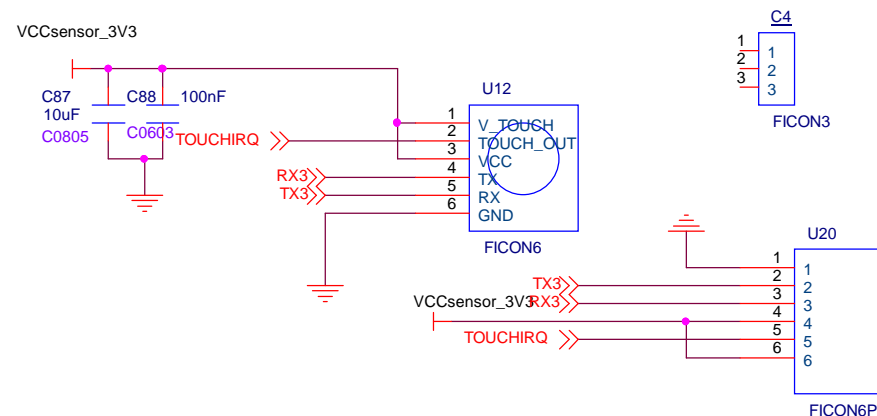 C4
VCCsensor_3V3
1
2
3
1
2
3
FICON3
C87
10uF
C0805
C88
100nF
C0603
TOUCHIRQ
RX3
TX3
U12
1
2
3
4
5
6
V_TOUCH
TOUCH_OUT
VCC
TX
RX
GND
FICON6
U20
TX3
RX3
VCCsensor_3V3
TOUCHIRQ
1
2
3
4
5
6
1
2
3
4
5
6
FICON6P